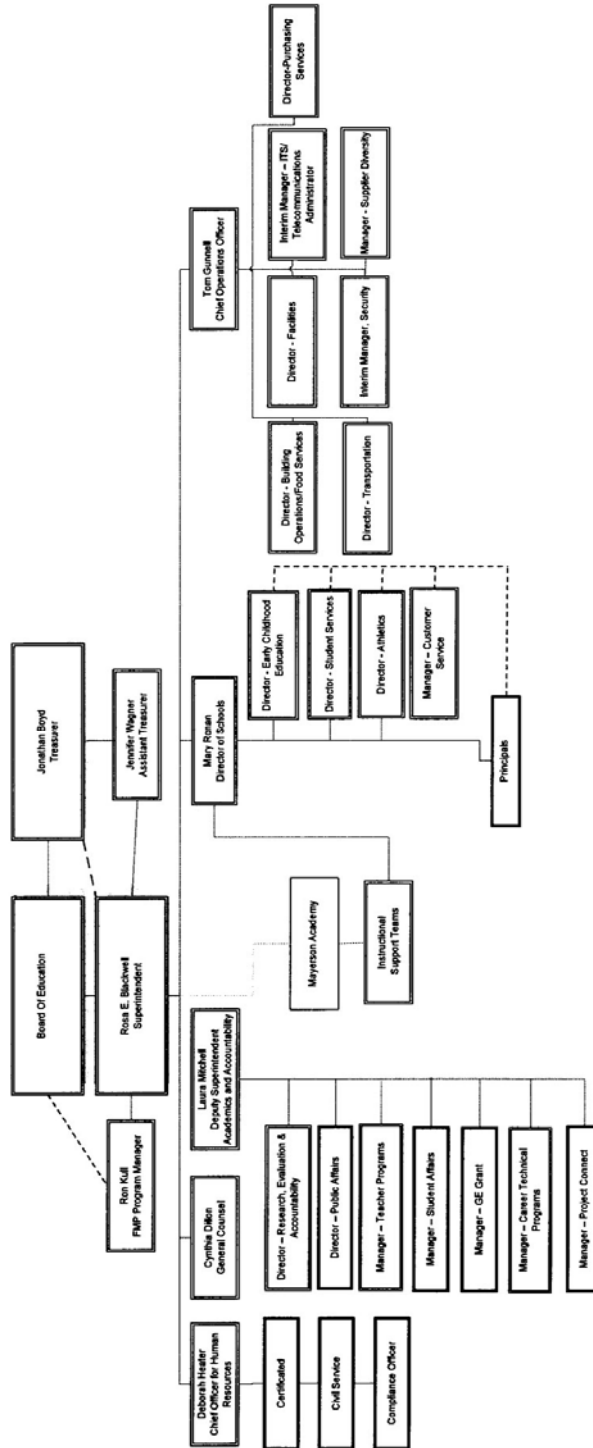 Board Of Education
Jonathan Boyd
Treasurer
Ron Kull
FMP Program Manager
Rosa E. Blackwell
Superintendent
Jennifer Wagner
Assistant Treasurer
Deborah Heater
Chief Officer for Human
Resources
Cynthia Dillon
General Counsel
Laura Mitchell
Deputy Superintendent
Academics and Accountability
Mary Ronan
Director of Schools
Tom Gunnell
Chief Operations Officer
Certificated
Civil Service
Compliance Officer
Director – Research, Evaluation &
Accountability
Director – Public Affairs
Manager – Teacher Programs
Manager – Student Affairs
Manager – GE Grant
Manager – Career Technical
Programs
Manager – Project Connect
Mayerson Academy
Instructional
Support Teams
Director - Early Childhood
Education
Director - Student Services
Director - Athletics
Manager – Customer
Service
Principals
Director - Building
Operations/Food Services
Director - Transportation
Director - Facilities
Interim Manager, Security
Interim Manager – ITS/
Telecommunications
Administrator
Manager - Supplier Diversity
Director-Purchasing
Services